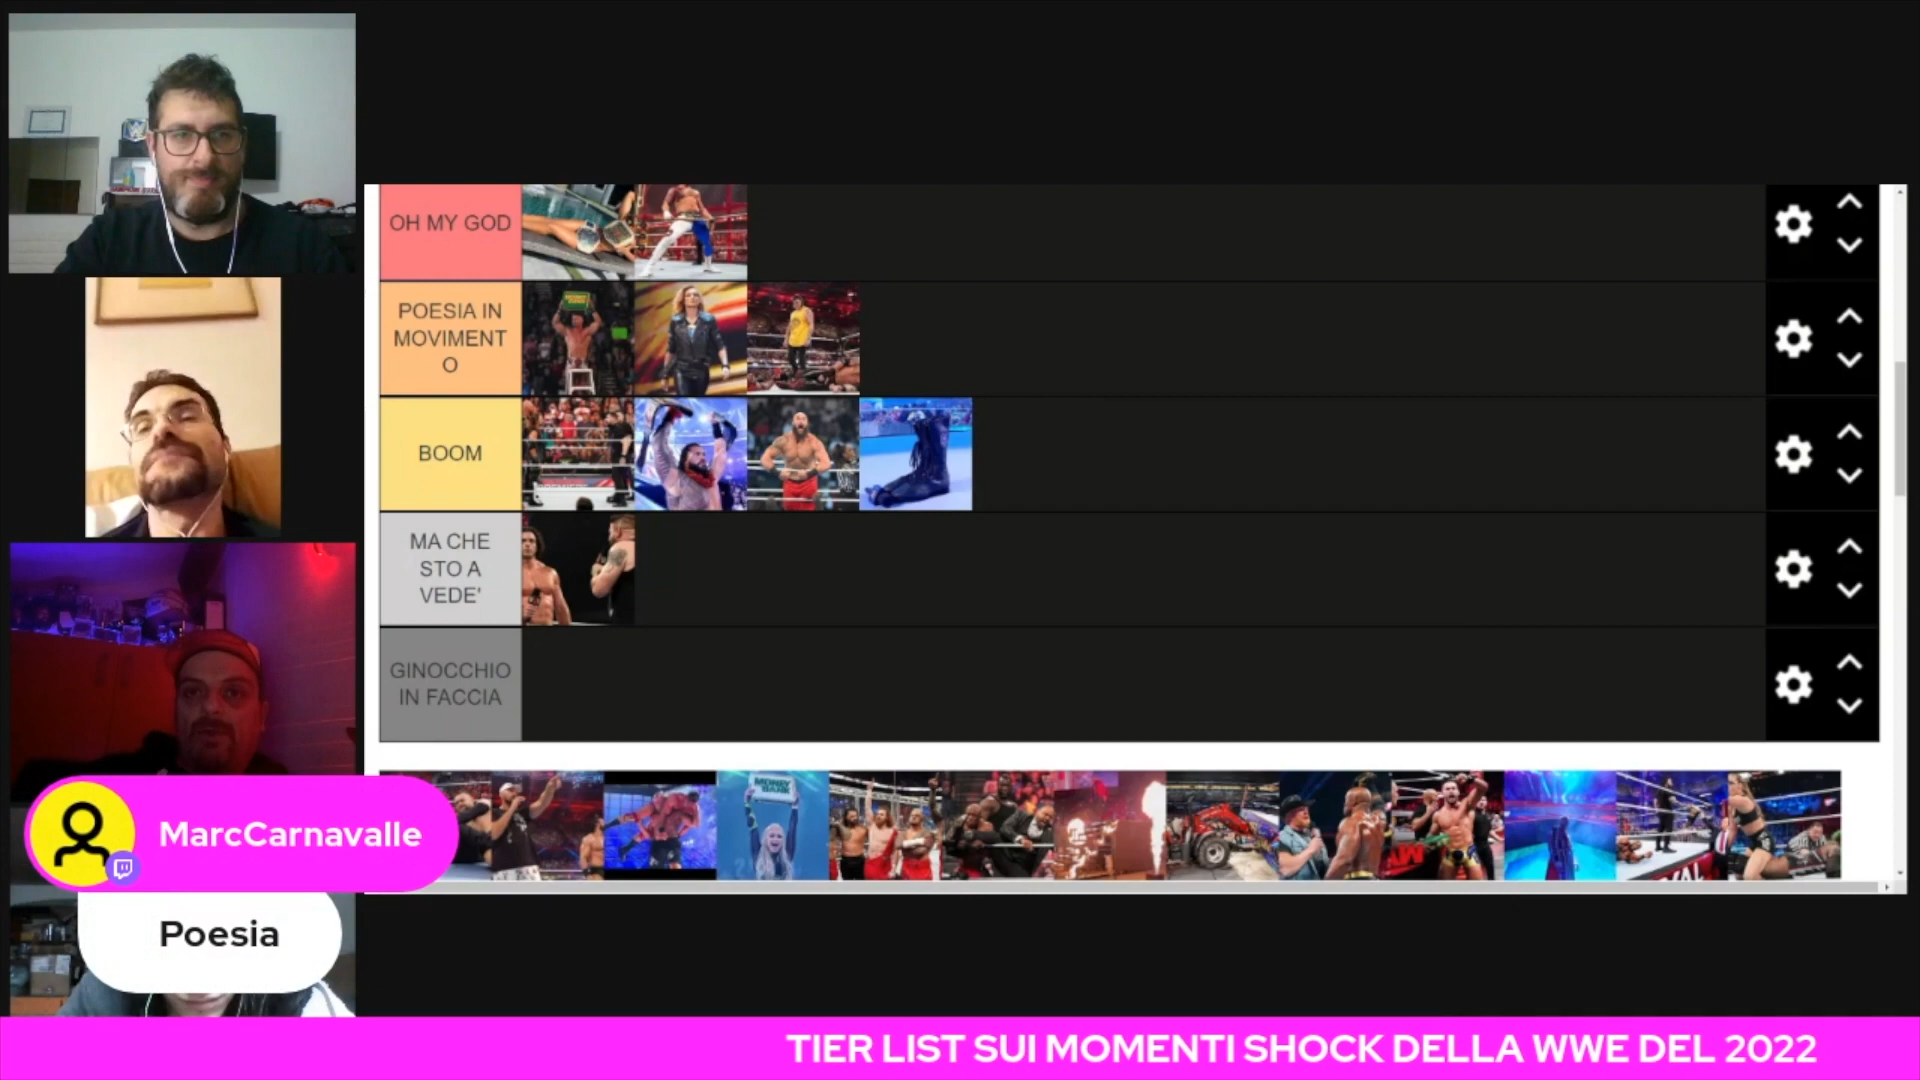 OH MY GOD
POESIA IN
MOVIMENT
O
BOOM
MA CHE
STO A
VEDE'
GINOCCHIO
IN FACCIA
MarcCarnavalle
Poesia
TIER LIST SUI MOMENTI SHOCK DELLA WWE DEL 2022